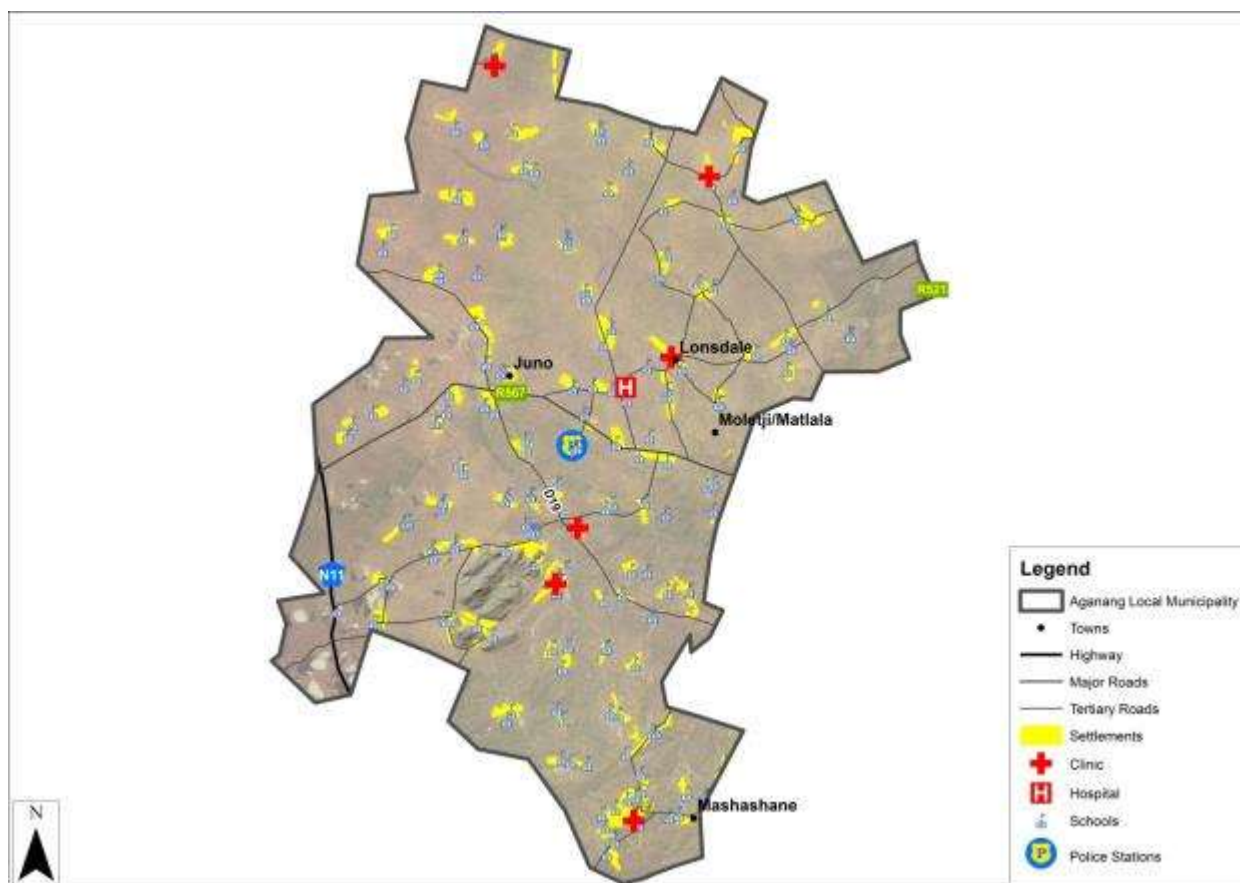 R521
Lonsdale
Juno
H
R567
Moletji/Matlala
P
D19
N11
Mashashane
Legend
Aganang Local Municipality
Towns
Highway
Major Roads
Tertiary Roads
Settlements
Clinic
H
Hospital
Schools
P
Police Stations
N